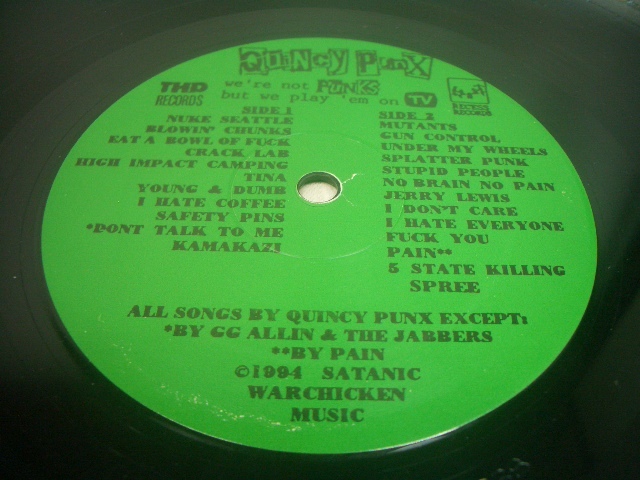 QUINCY PUNX
we're not PUNKS
but we play 'em on TV
THD
RECORDS
RECESS
RECORDS
SIDE 1
NUKE SEATTLE
BLOWIN' CHUNKS
EAT A BOWL OF FUCK
CRACK LAB
HIGH IMPACT CAMPING
TINA
YOUNG & DUMB
I HATE COFFEE
SAFETY PINS
*DONT TALK TO ME
KAMAKAZI
SIDE 2
MUTANTS
GUN CONTROL
UNDER MY WHEELS
SPLATTER PUNK
STUPID PEOPLE
NO BRAIN NO PAIN
JERRY LEWIS
I DON'T CARE
I HATE EVERYONE
FUCK YOU
PAIN**
5 STATE KILLING
SPREE
ALL SONGS BY QUINCY PUNX EXCEPT:
*BY GG ALLIN & THE JABBERS
**BY PAIN
©1994 SATANIC
WARCHICKEN
MUSIC